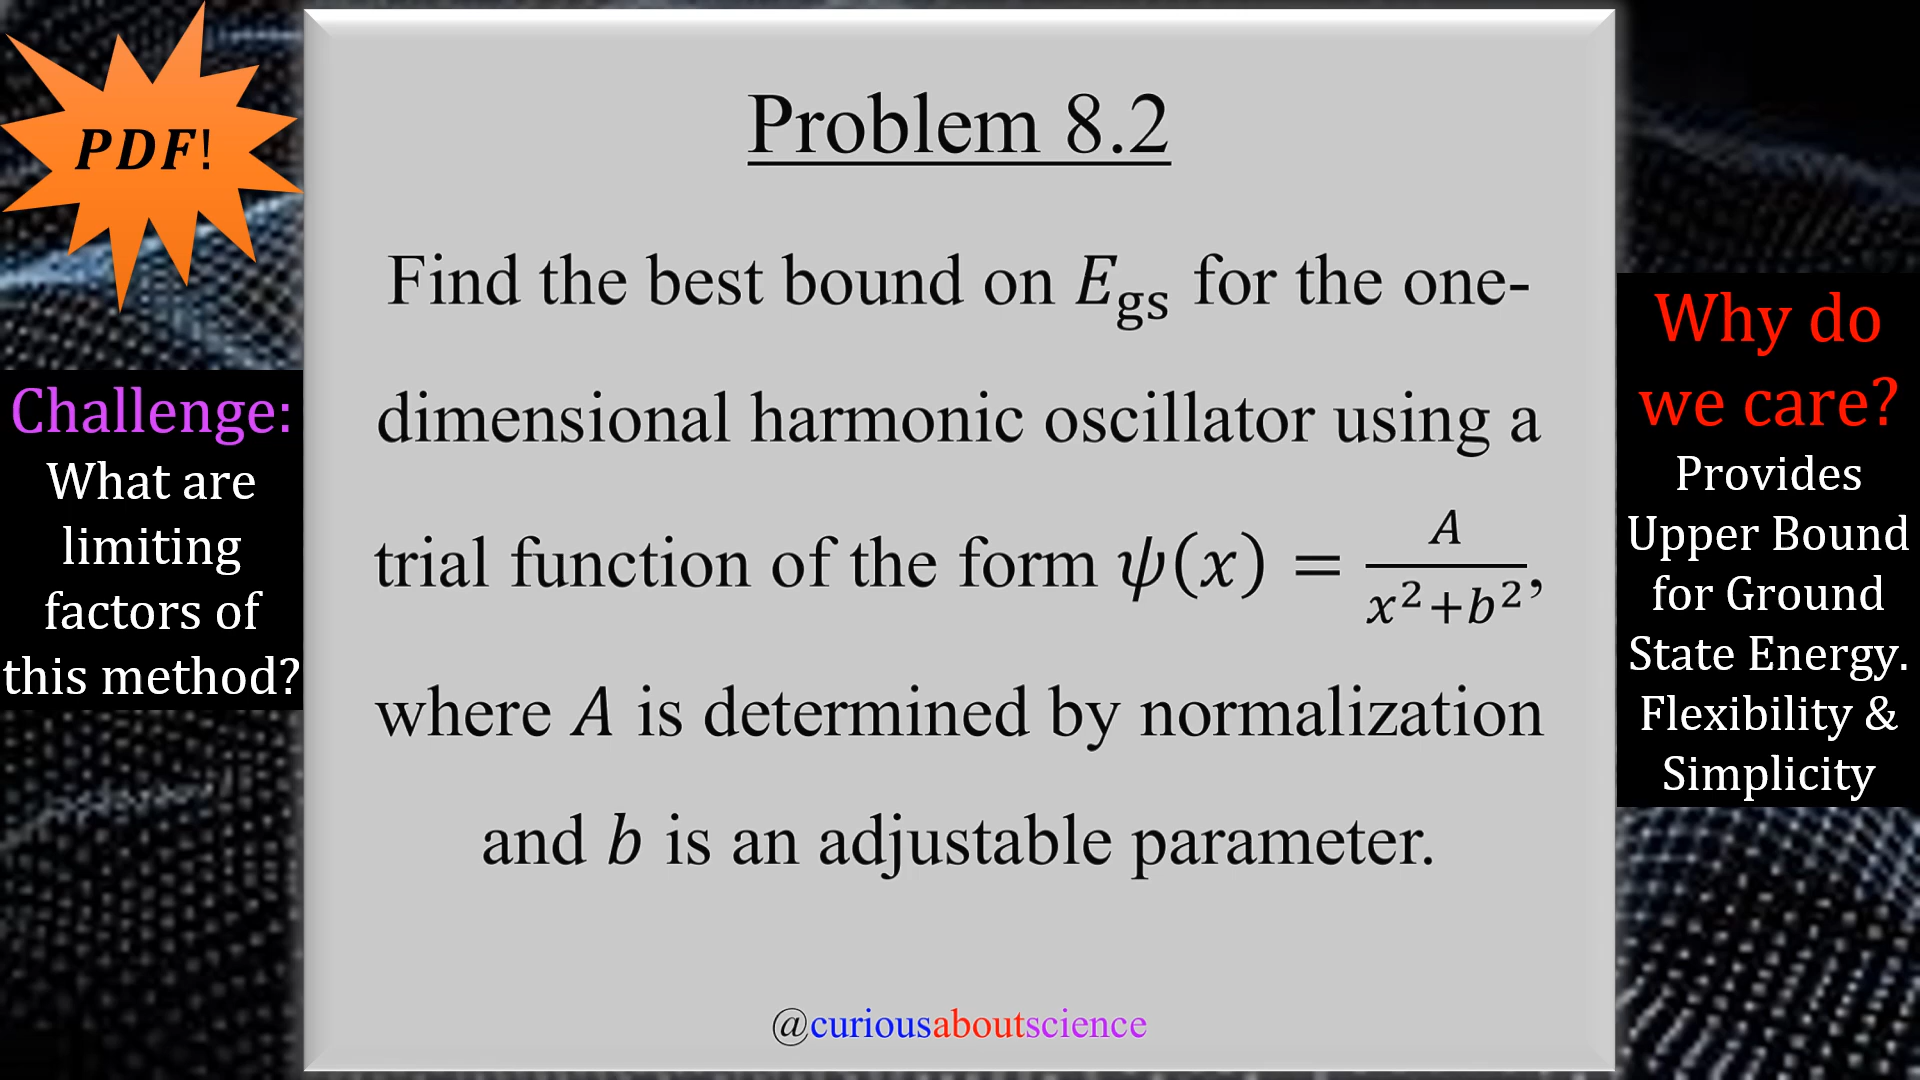 PDF!
Challenge:
What are
limiting
factors of
this method?
Problem 8.2
Find the best bound on E_gs for the one-
dimensional harmonic oscillator using a
trial function of the form ψ(x) = A/(x²+b²),
where A is determined by normalization
and b is an adjustable parameter.
@curiousaboutscience
Why do
we care?
Provides
Upper Bound
for Ground
State Energy.
Flexibility &
Simplicity